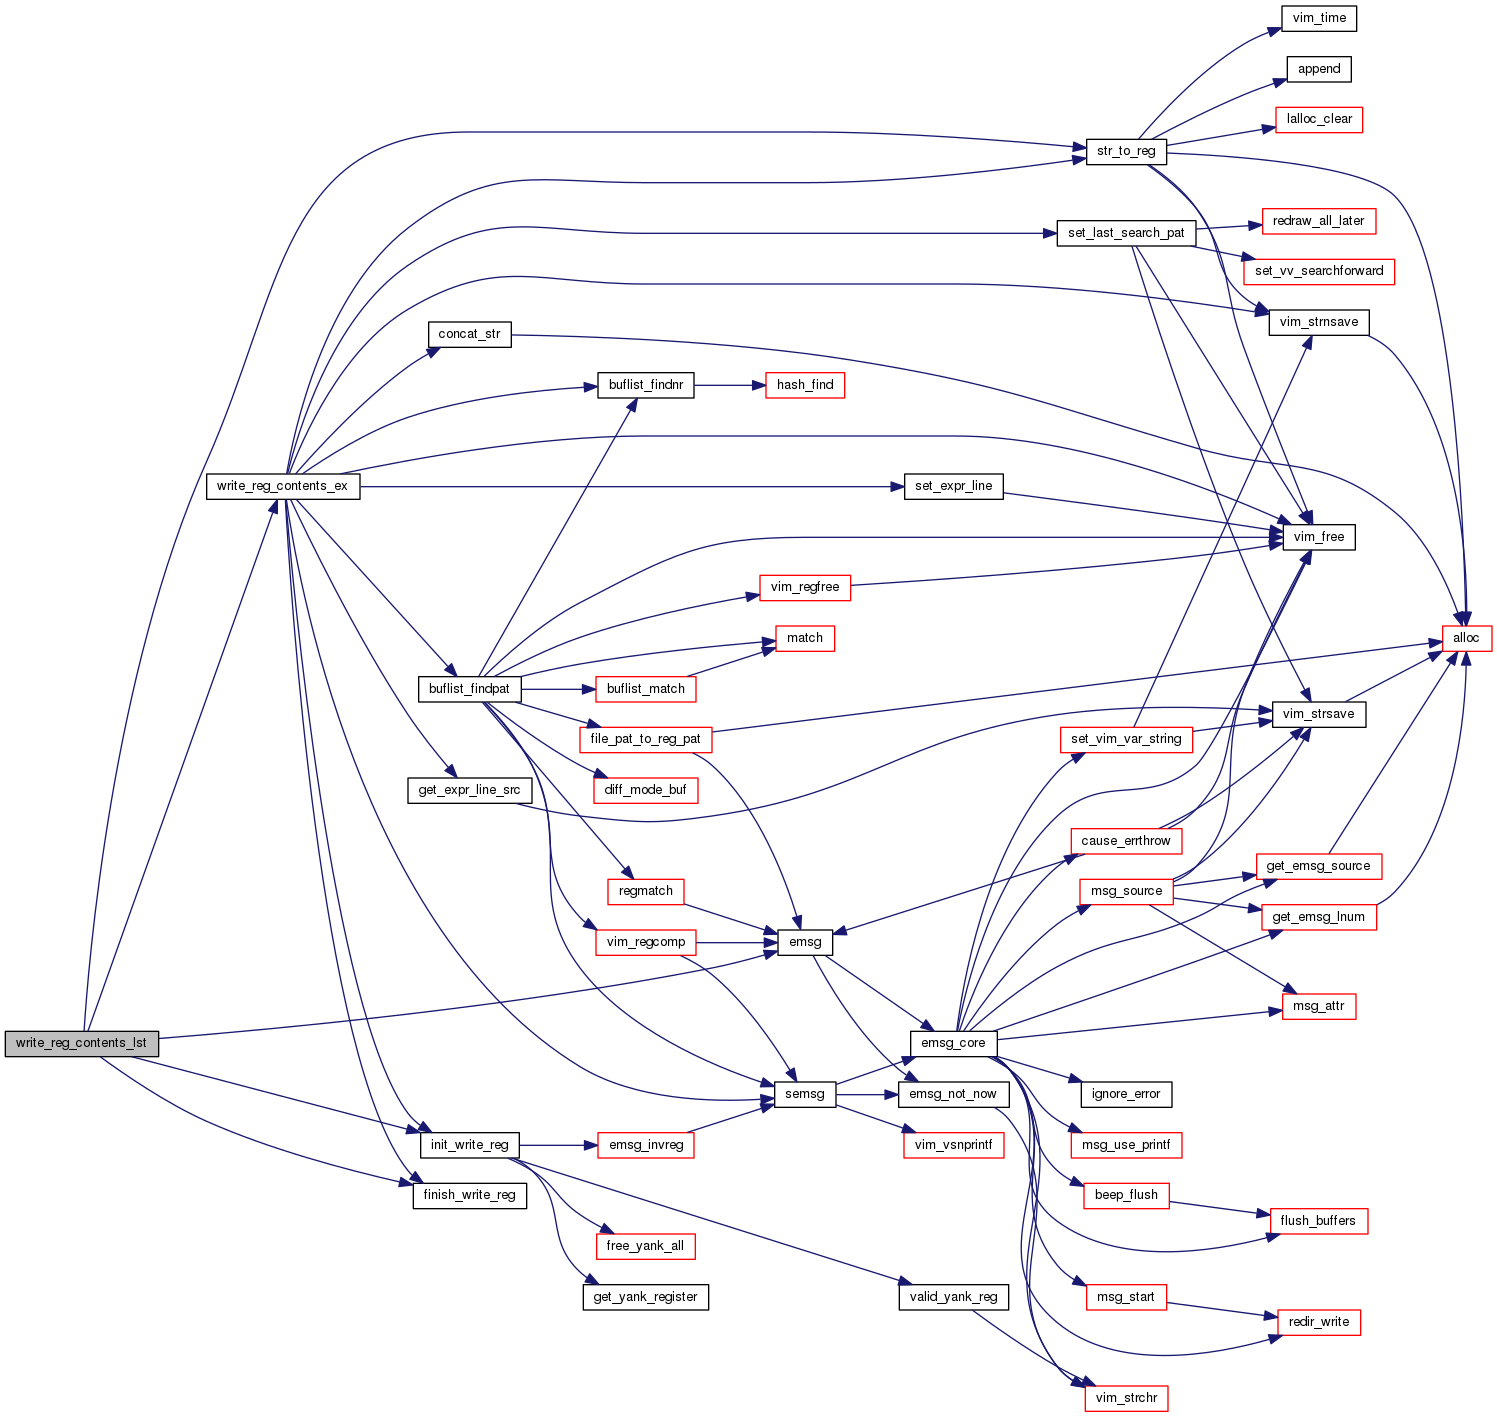 vim_time
append
lalloc_clear
str_to_reg
redraw_all_later
set_last_search_pat
set_vv_searchforward
vim_strnsave
concat_str
buflist_findnr
hash_find
write_reg_contents_ex
set_expr_line
vim_free
vim_regfree
match
alloc
buflist_findpat
buflist_match
vim_strsave
file_pat_to_reg_pat
set_vim_var_string
get_expr_line_src
diff_mode_buf
cause_errthrow
get_emsg_source
regmatch
msg_source
get_emsg_lnum
vim_regcomp
emsg
msg_attr
write_reg_contents_lst
emsg_core
semsg
emsg_not_now
ignore_error
init_write_reg
emsg_invreg
vim_vsnprintf
msg_use_printf
finish_write_reg
beep_flush
flush_buffers
free_yank_all
get_yank_register
valid_yank_reg
msg_start
redir_write
vim_strchr